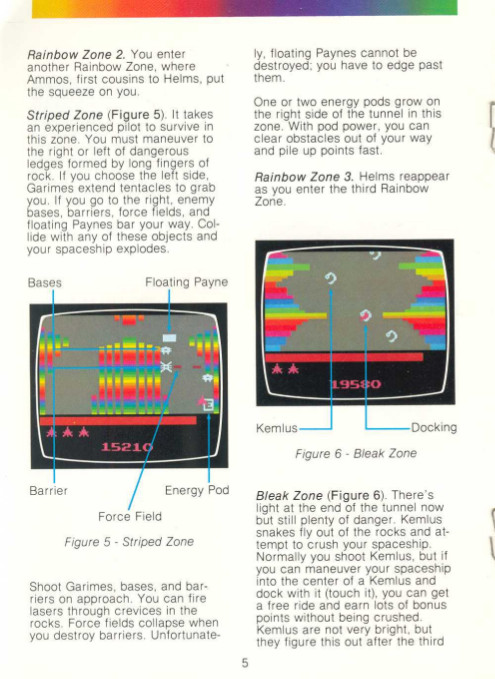 Rainbow Zone 2. You enter
another Rainbow Zone, where
Ammos, first cousins to Helms, put
the squeeze on you.
Striped Zone (Figure 5). It takes
an experienced pilot to survive in
this zone. You must maneuver to
the right or left of dangerous
ledges formed by long fingers of
rock. If you choose the left side,
Garimes extend tentacles to grab
you. If you go to the right, enemy
bases, barriers, force fields, and
floating Paynes bar your way. Col-
lide with any of these objects and
your spaceship explodes.
Bases
Floating Payne
15210
Barrier
Energy Pod
Force Field
Figure 5 - Striped Zone
Shoot Garimes, bases, and bar-
riers on approach. You can fire
lasers through crevices in the
rocks. Force fields collapse when
you destroy barriers. Unfortunate-
ly, floating Paynes cannot be
destroyed; you have to edge past
them.
One or two energy pods grow on
the right side of the tunnel in this
zone. With pod power, you can
clear obstacles out of your way
and pile up points fast.
Rainbow Zone 3. Helms reappear
as you enter the third Rainbow
Zone.
19580
Kemlus
Docking
Figure 6 - Bleak Zone
Bleak Zone (Figure 6). There's
light at the end of the tunnel now
but still plenty of danger. Kemlus
snakes fly out of the rocks and at-
tempt to crush your spaceship.
Normally you shoot Kemlus, but if
you can maneuver your spaceship
into the center of a Kemlus and
dock with it (touch it), you can get
a free ride and earn lots of bonus
points without being crushed.
Kemlus are not very bright, but
they figure this out after the third
5